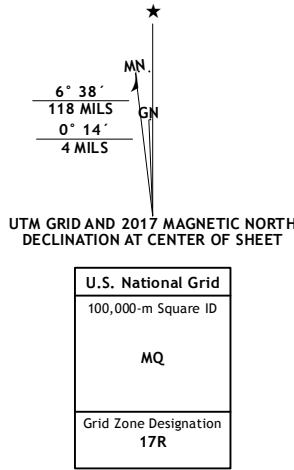 ★
MN
6° 38´
118 MILS
GN
0° 14´
4 MILS
UTM GRID AND 2017 MAGNETIC NORTH
DECLINATION AT CENTER OF SHEET
U.S. National Grid
100,000-m Square ID
MQ
Grid Zone Designation
17R